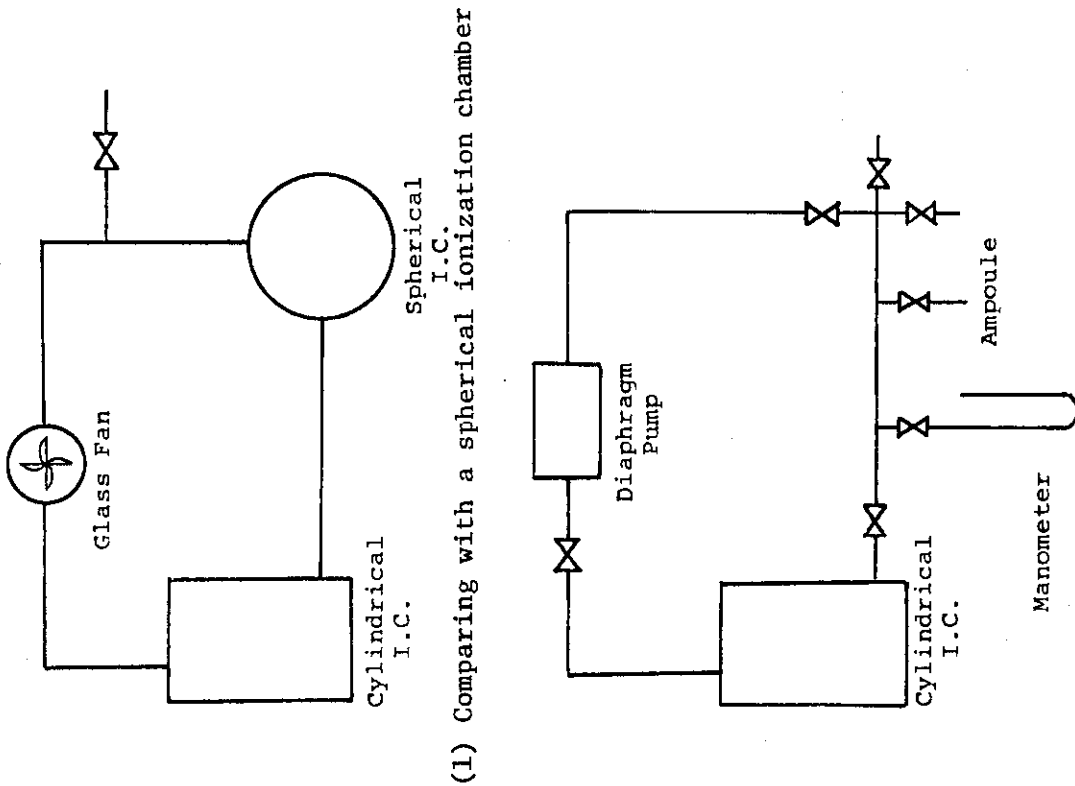 Glass Fan
Cylindrical
I.C.
Spherical
I.C.
(1) Comparing with a spherical ionization chamber
Diaphragm
Pump
Cylindrical
I.C.
Ampoule
Manometer